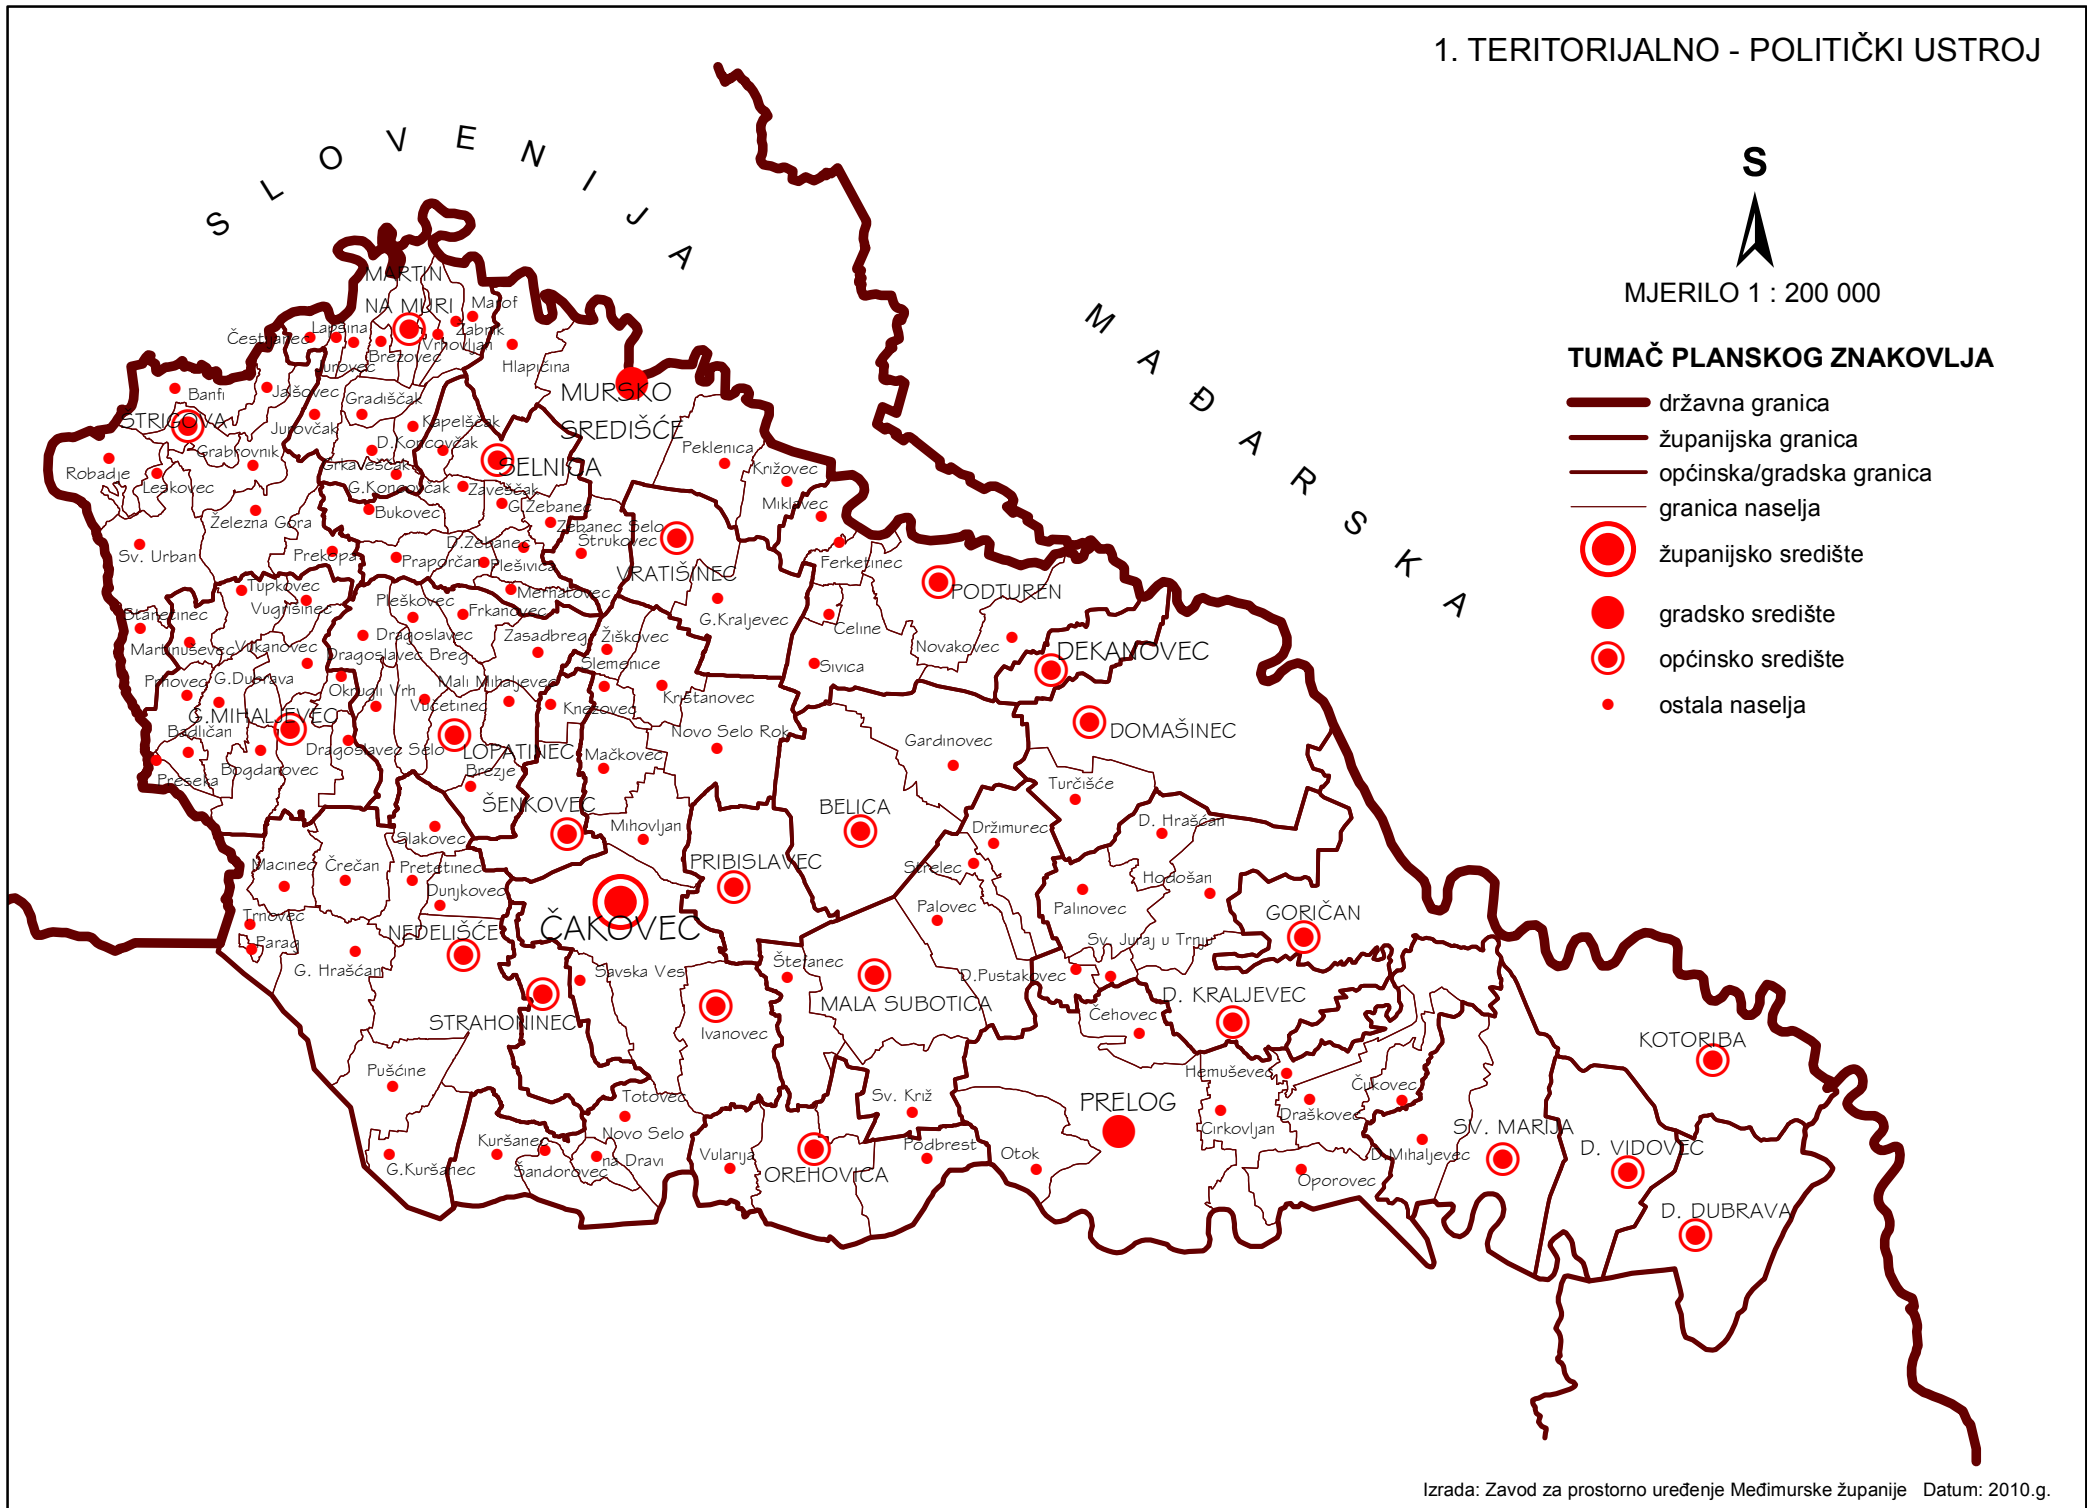 1. TERITORIJALNO - POLITIČKI USTROJ
S L O V E N I J A
M A Đ A R S K A
S
MJERILO 1 : 200 000
TUMAČ PLANSKOG ZNAKOVLJA
državna granica
županijska granica
općinska/gradska granica
granica naselja
županijsko središte
gradsko središte
općinsko središte
ostala naselja
MARTIN
NA MURI
Marof
Žabnik
Vrhovljan
Lapšina
Brezovec
Hlapičina
MURSKO
SREDIŠĆE
Banfi
Jalšovec
Gradiščak
ŠTRIGOVA
Jurovčak
Kapelščak
D.Koncovčak
Grabrovnik
Grkaveščak
SELNICA
Peklenica
Križovec
Robadje
Leskovec
G.Koncovčak
Zaveščak
Miklavec
Železna Gora
Bukovec
G.Zebanec
Zebanec Selo
Štrukovec
Sv. Urban
Prekopa
Praporčan
D.Zebanec
Plešivica
VRATIŠINEC
Ferketinec
PODTUREN
Tupkovec
Vugrišinec
Pleškovec
Merhatovec
Frkanovec
G.Kraljevec
Celine
Stanetinec
Martinuševec
Vukanovec
Dragoslavec
Dragoslavec Breg
Zasadbreg
Žiškovec
Slemenice
Novakovec
DEKANOVEC
Sivica
Prhovec
G.Dubrava
Okrugli Vrh
Mali Mihaljevec
Vučetinec
Knezovec
Krištanovec
G.MIHALJEVEC
Badličan
Dragoslavec Selo
LOPATINEC
Mačkovec
Novo Selo Rok
Gardinovec
DOMAŠINEC
Preseka
Bogdanovec
Brezje
ŠENKOVEC
Turčišće
BELICA
Slakovec
Mihovljan
Držimurec
D. Hrašćan
Macinec
Črečan
Pretetinec
Dunjkovec
PRIBISLAVEC
Strelec
Hodošan
Trnovec
Parag
NEDELIŠĆE
ČAKOVEC
Palovec
Palinovec
GORIČAN
G. Hrašćan
Savska Ves
Štefanec
Sv. Juraj u Trnju
D.Pustakovec
STRAHONINEC
Ivanovec
MALA SUBOTICA
D. KRALJEVEC
Čehovec
KOTORIBA
Pušćine
Hemuševec
Čukovec
Totovec
Sv. Križ
PRELOG
Draškovec
Cirkovljan
SV. MARIJA
Kuršanec
Novo Selo
na Dravi
Podbrest
G.Kuršanec
Šandorovec
Vularija
OREHOVICA
Otok
D.Mihaljevec
D. VIDOVEC
Oporovec
D. DUBRAVA
Izrada: Zavod za prostorno uređenje Međimurske županije Datum: 2010.g.